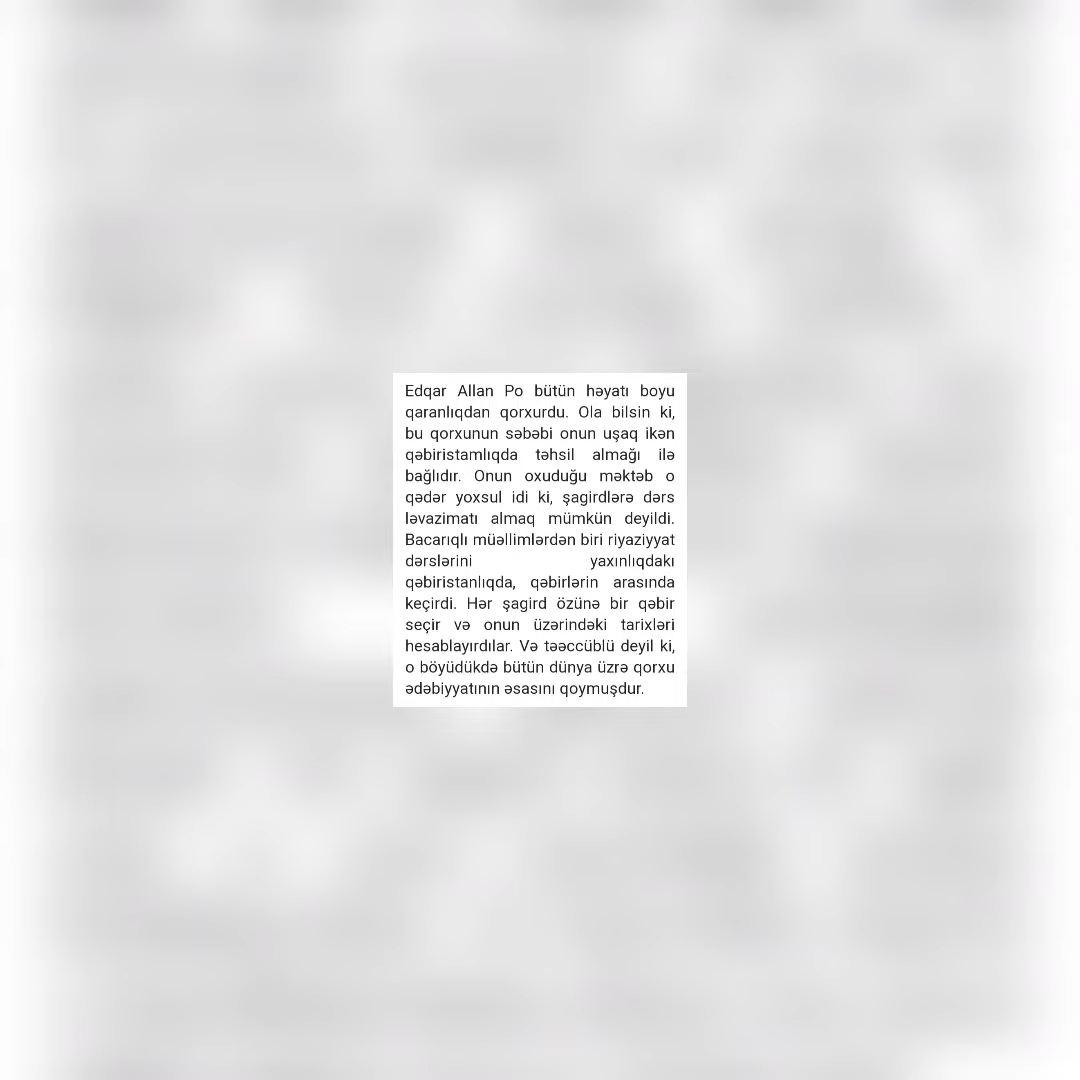 Edqar Allan Po bütün həyatı boyu
qaranlıqdan qorxurdu. Ola bilsin ki,
bu qorxunun səbəbi onun uşaq ikən
qəbiristamlıqda təhsil almağı ilə
bağlıdır. Onun oxuduğu məktəb o
qədər yoxsul idi ki, şagirdlərə dərs
ləvazimatı almaq mümkün deyildi.
Bacarıqlı müəllimlərdən biri riyaziyyat
dərslərini yaxınlıqdakı
qəbiristanlıqda, qəbirlərin arasında
keçirdi. Hər şagird özünə bir qəbir
seçir və onun üzərindəki tarixləri
hesablayırdılar. Və təəccüblü deyil ki,
o böyüdükdə bütün dünya üzrə qorxu
ədəbiyyatının əsasını qoymuşdur.